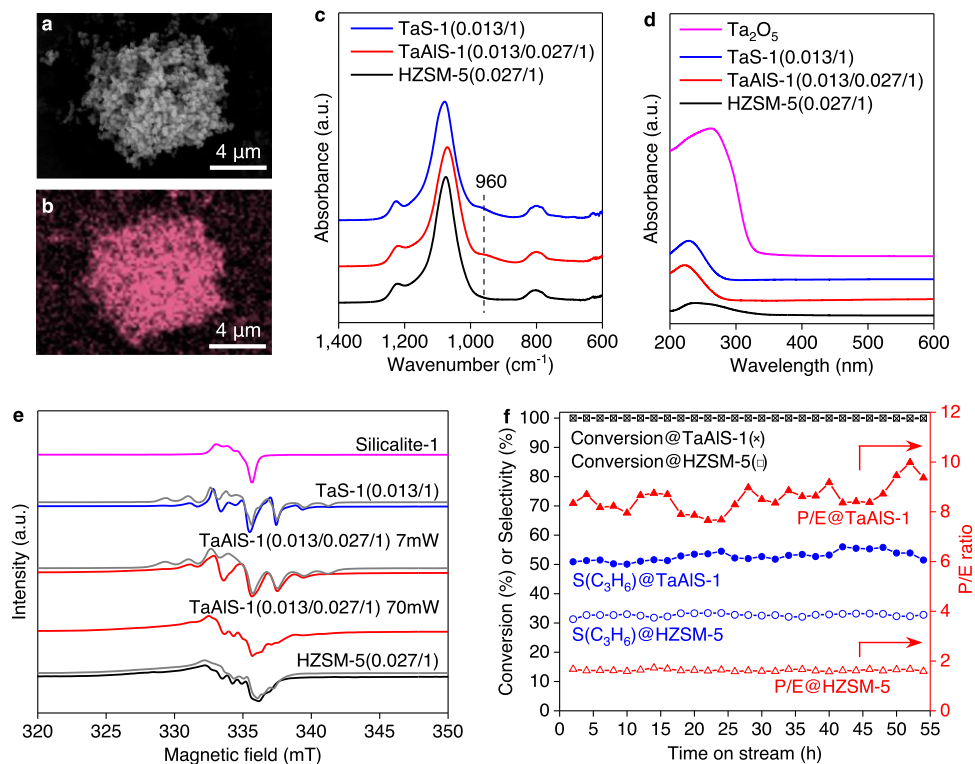 a
4 µm
b
4 µm
c
TaS-1(0.013/1)
TaAlS-1(0.013/0.027/1)
HZSM-5(0.027/1)
960
Absorbance (a.u.)
1,400 1,200 1,000 800 600
Wavenumber (cm⁻¹)
d
Ta₂O₅
TaS-1(0.013/1)
TaAlS-1(0.013/0.027/1)
HZSM-5(0.027/1)
Absorbance (a.u.)
200 300 400 500 600
Wavelength (nm)
e
Silicalite-1
TaS-1(0.013/1)
TaAlS-1(0.013/0.027/1) 7mW
TaAlS-1(0.013/0.027/1) 70mW
HZSM-5(0.027/1)
Intensity (a.u.)
320 330 340 350
Magnetic field (mT)
f
Conversion@TaAlS-1(×)
Conversion@HZSM-5(□)
P/E@TaAlS-1
S(C₃H₆)@TaAlS-1
S(C₃H₆)@HZSM-5
P/E@HZSM-5
Conversion (%) or Selectivity (%)
100
90
80
70
60
50
40
30
20
10
0
P/E ratio
12
10
8
6
4
2
0
0 5 10 15 20 25 30 35 40 45 50 55
Time on stream (h)